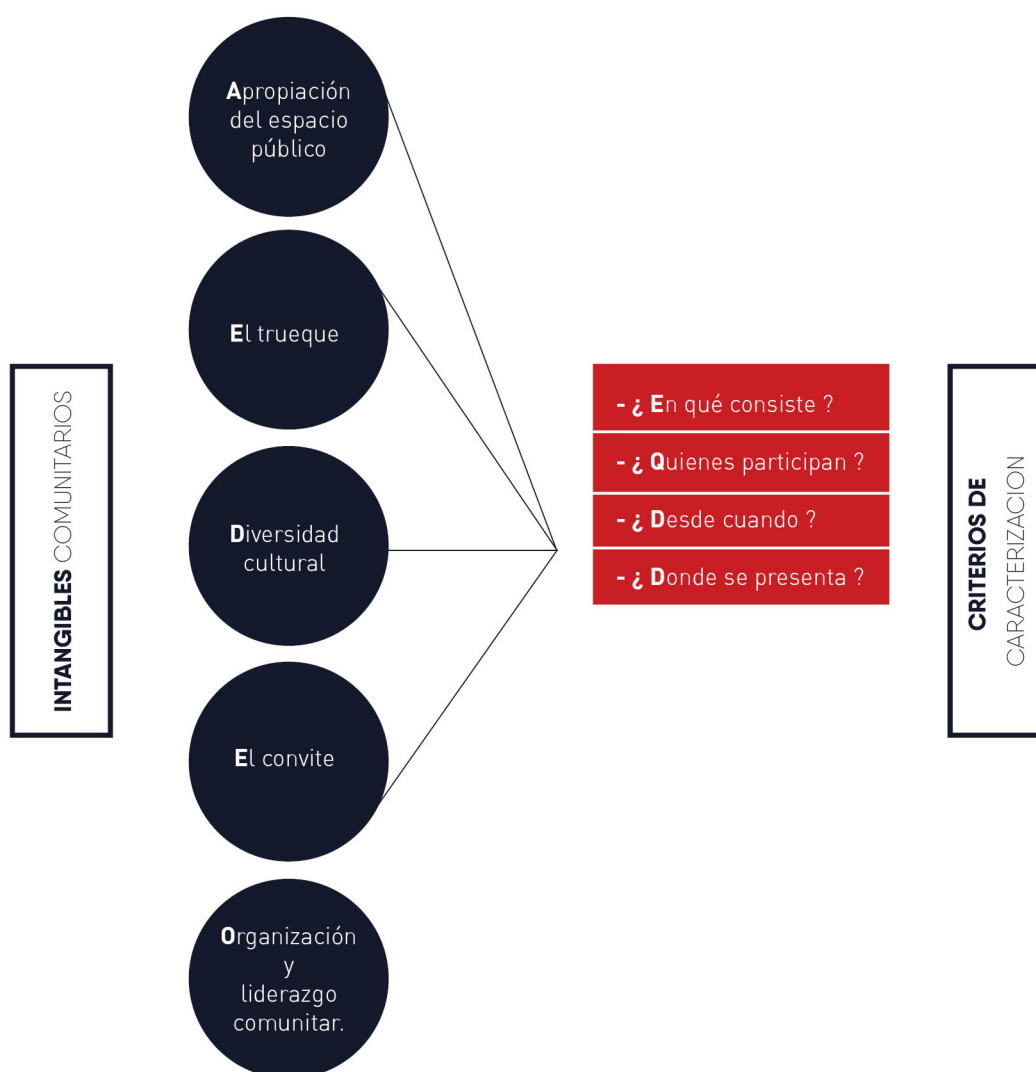 INTANGIBLES COMUNITARIOS
Apropiación
del espacio
público
El trueque
Diversidad
cultural
El convite
Organización
y
liderazgo
comunitar.
- ¿ En qué consiste ?
- ¿ Quienes participan ?
- ¿ Desde cuando ?
- ¿ Donde se presenta ?
CRITERIOS DE
CARACTERIZACION